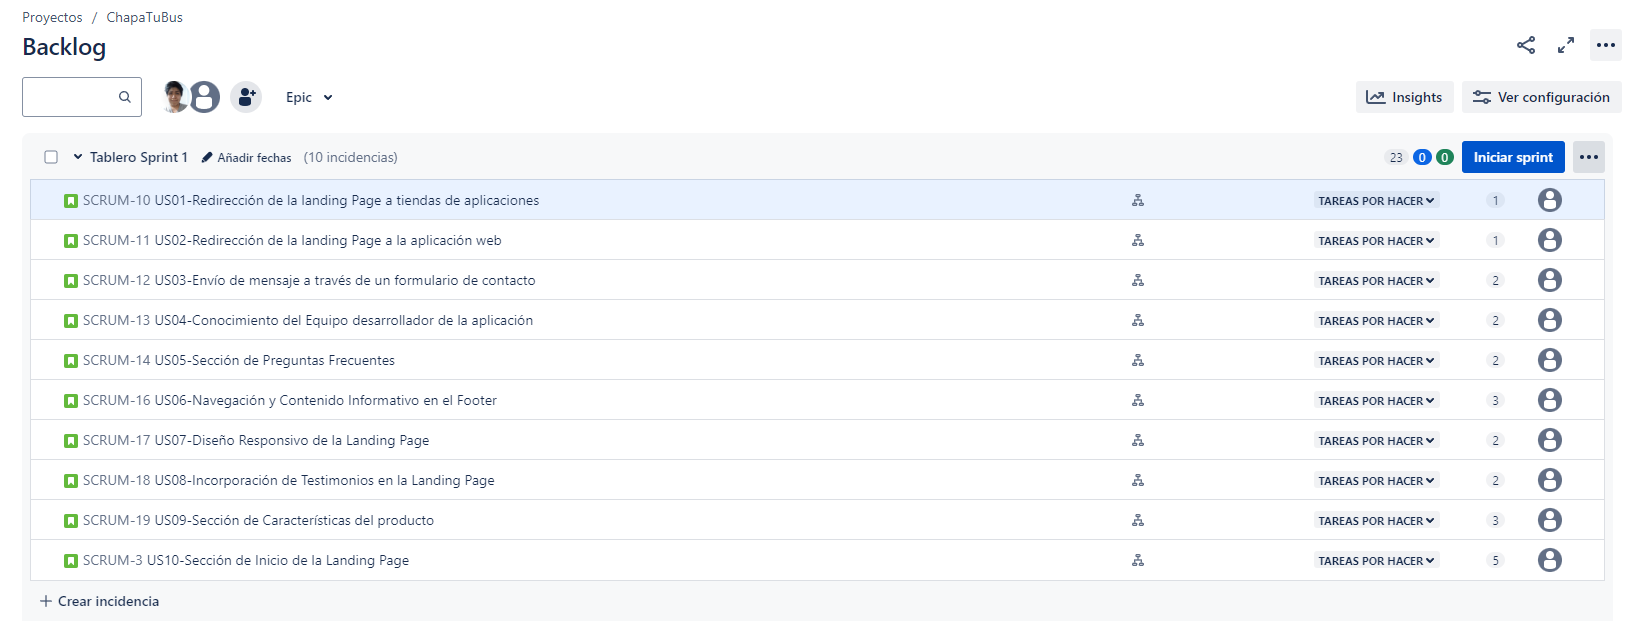 Proyectos / ChapaTuBus
Backlog
Epic
Insights
Ver configuración
Tablero Sprint 1 Añadir fechas (10 incidencias) 23 0 0 Iniciar sprint
SCRUM-10 US01-Redirección de la landing Page a tiendas de aplicaciones TAREAS POR HACER 1
SCRUM-11 US02-Redirección de la landing Page a la aplicación web TAREAS POR HACER 1
SCRUM-12 US03-Envío de mensaje a través de un formulario de contacto TAREAS POR HACER 2
SCRUM-13 US04-Conocimiento del Equipo desarrollador de la aplicación TAREAS POR HACER 2
SCRUM-14 US05-Sección de Preguntas Frecuentes TAREAS POR HACER 2
SCRUM-16 US06-Navegación y Contenido Informativo en el Footer TAREAS POR HACER 3
SCRUM-17 US07-Diseño Responsivo de la Landing Page TAREAS POR HACER 2
SCRUM-18 US08-Incorporación de Testimonios en la Landing Page TAREAS POR HACER 2
SCRUM-19 US09-Sección de Características del producto TAREAS POR HACER 3
SCRUM-3 US10-Sección de Inicio de la Landing Page TAREAS POR HACER 5
+ Crear incidencia